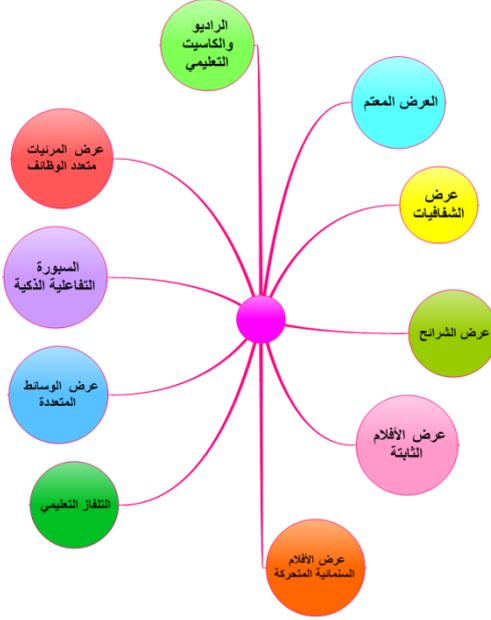 الراديو
والكاسيت
التعليمي
العرض المعتم
عرض
الشفافيات
عرض الشرائح
عرض الأفلام
الثابتة
عرض الأفلام
السنمائية المتحركة
التلفاز التعليمي
عرض الوسائط
المتعددة
السبورة
التفاعلية الذكية
عرض المرئيات
متعدد الوظائف